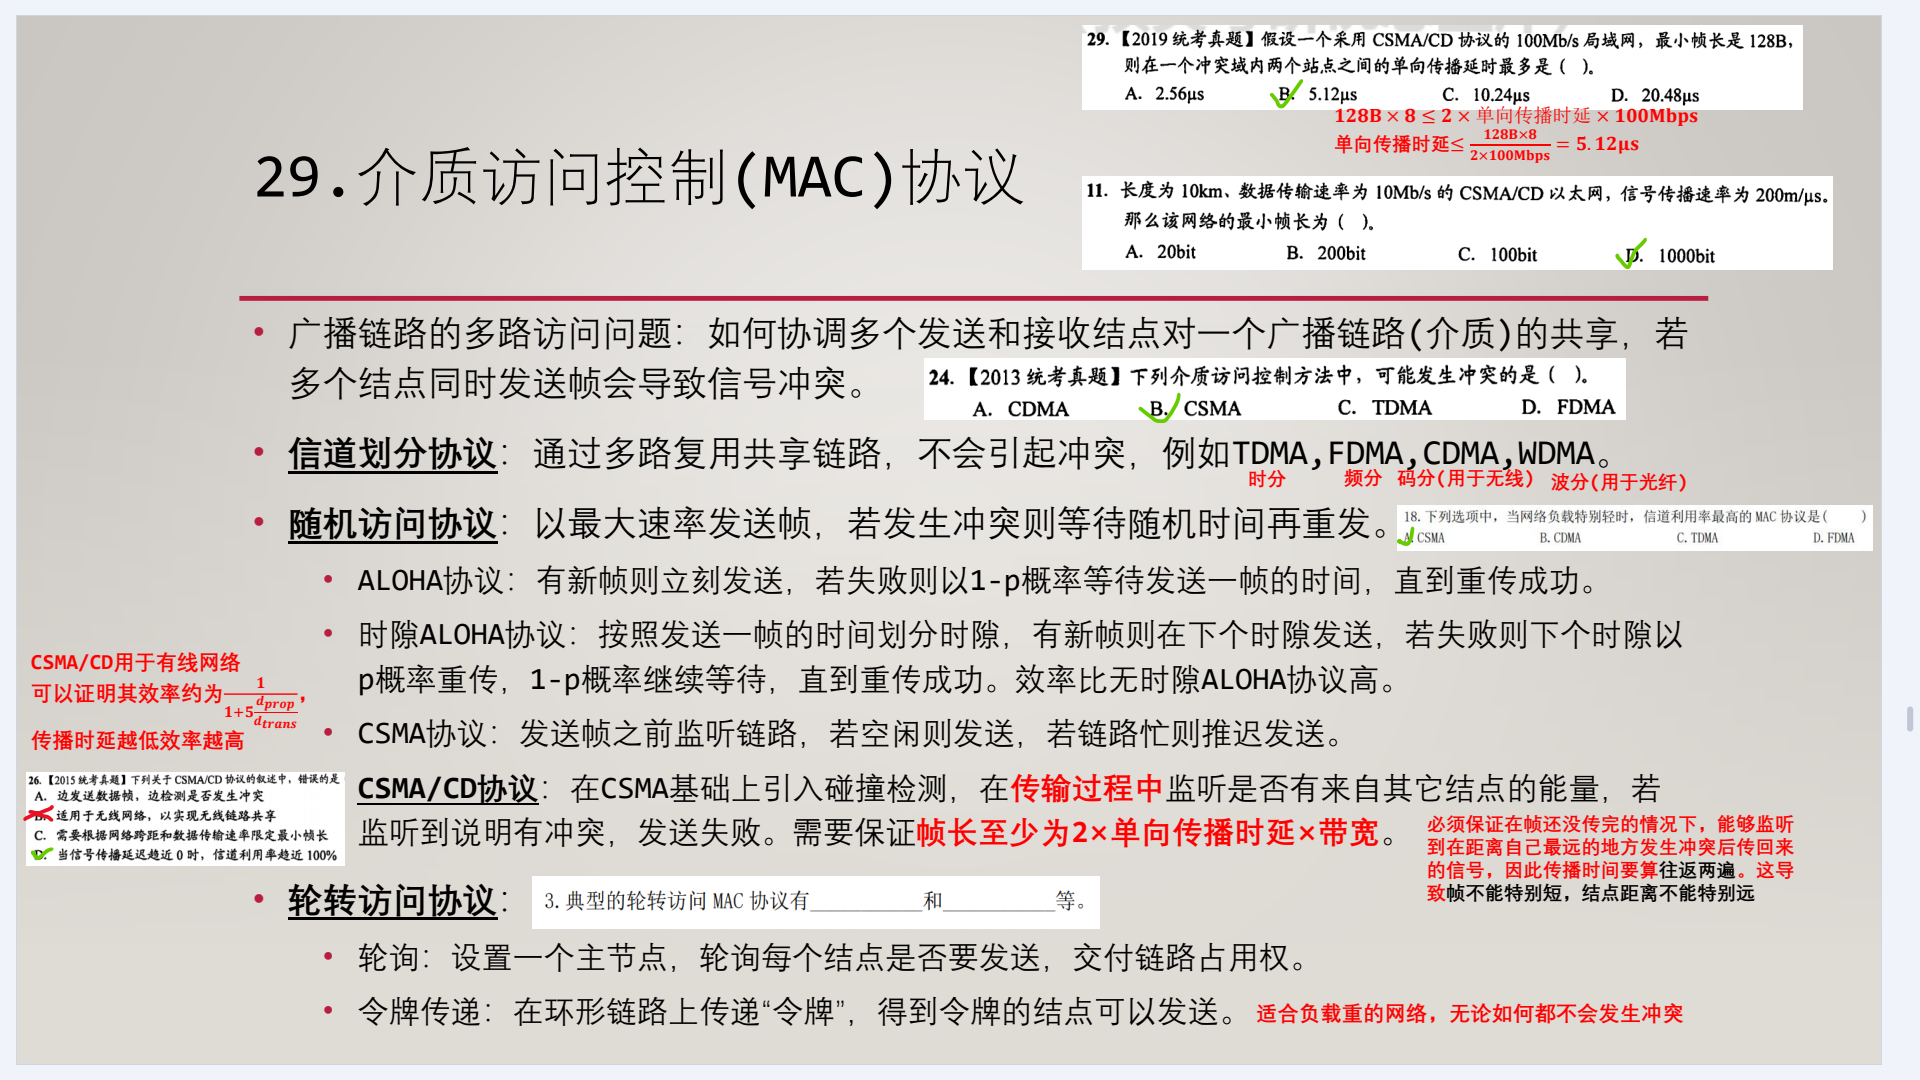 29.【2019 统考真题】假设一个采用 CSMA/CD 协议的 100Mb/s 局域网，最小帧长是 128B，
则在一个冲突域内两个站点之间的单向传播延时最多是（ ）。
A. 2.56μs B. 5.12μs C. 10.24μs D. 20.48μs
128B × 8 ≤ 2 × 单向传播时延 × 100Mbps
单向传播时延≤ 128B×8 / 2×100Mbps = 5.12μs
29.介质访问控制(MAC)协议
11. 长度为 10km、数据传输速率为 10Mb/s 的 CSMA/CD 以太网，信号传播速率为 200m/μs。
那么该网络的最小帧长为（ ）。
A. 20bit B. 200bit C. 100bit D. 1000bit
• 广播链路的多路访问问题：如何协调多个发送和接收结点对一个广播链路(介质)的共享，若
多个结点同时发送帧会导致信号冲突。
24.【2013 统考真题】下列介质访问控制方法中，可能发生冲突的是（ ）。
A. CDMA B. CSMA C. TDMA D. FDMA
• 信道划分协议：通过多路复用共享链路，不会引起冲突，例如TDMA,FDMA,CDMA,WDMA。
时分 频分 码分(用于无线) 波分(用于光纤)
• 随机访问协议：以最大速率发送帧，若发生冲突则等待随机时间再重发。
18.下列选项中，当网络负载特别轻时，信道利用率最高的 MAC 协议是( )
A.CSMA B.CDMA C.TDMA D.FDMA
• ALOHA协议：有新帧则立刻发送，若失败则以1-p概率等待发送一帧的时间，直到重传成功。
• 时隙ALOHA协议：按照发送一帧的时间划分时隙，有新帧则在下个时隙发送，若失败则下个时隙以
p概率重传，1-p概率继续等待，直到重传成功。效率比无时隙ALOHA协议高。
CSMA/CD用于有线网络
可以证明其效率约为 1 / 1+5 dprop/dtrans ，
传播时延越低效率越高
• CSMA协议：发送帧之前监听链路，若空闲则发送，若链路忙则推迟发送。
26.【2015 统考真题】下列关于 CSMA/CD 协议的叙述中，错误的是
A. 边发送数据帧，边检测是否发生冲突
B. 适用于无线网络，以实现无线链路共享
C. 需要根据网络跨距和数据传输速率限定最小帧长
D. 当信号传播延迟趋近 0 时，信道利用率趋近 100%
CSMA/CD协议：在CSMA基础上引入碰撞检测，在传输过程中监听是否有来自其它结点的能量，若
监听到说明有冲突，发送失败。需要保证帧长至少为2×单向传播时延×带宽。
必须保证在帧还没传完的情况下，能够监听
到在距离自己最远的地方发生冲突后传回来
的信号，因此传播时间要算往返两遍。这导
致帧不能特别短，结点距离不能特别远
• 轮转访问协议：
3.典型的轮转访问 MAC 协议有___________和___________等。
• 轮询：设置一个主节点，轮询每个结点是否要发送，交付链路占用权。
• 令牌传递：在环形链路上传递“令牌”，得到令牌的结点可以发送。
适合负载重的网络，无论如何都不会发生冲突